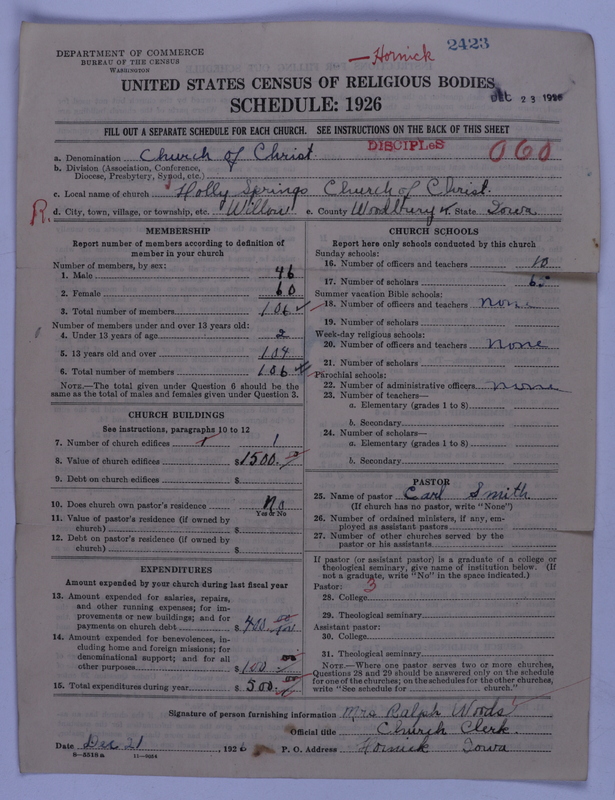 DEPARTMENT OF COMMERCE
BUREAU OF THE CENSUS
WASHINGTON
— Hornick 2423
UNITED STATES CENSUS OF RELIGIOUS BODIES
SCHEDULE: 1926
DEC 23 1926
FILL OUT A SEPARATE SCHEDULE FOR EACH CHURCH. SEE INSTRUCTIONS ON THE BACK OF THIS SHEET
a. Denomination Church of Christ DISCIPLES 060
b. Division (Association, Conference, Diocese, Presbytery, Synod, etc.)
c. Local name of church Holly Springs Church of Christ.
R. d. City, town, village, or township, etc. Willow e. County Woodbury f. State Iowa
MEMBERSHIP
Report number of members according to definition of member in your church
Number of members, by sex:
1. Male 46
2. Female 60
3. Total number of members 106
Number of members under and over 13 years old:
4. Under 13 years of age 2
5. 13 years old and over 104
6. Total number of members 106
NOTE.—The total given under Question 6 should be the same as the total of males and females given under Question 3.
CHURCH BUILDINGS
See instructions, paragraphs 10 to 12
7. Number of church edifices 1
8. Value of church edifices $1500.
9. Debt on church edifices $
10. Does church own pastor's residence No
Yes or No
11. Value of pastor's residence (if owned by church) $
12. Debt on pastor's residence (if owned by church) $
EXPENDITURES
Amount expended by your church during last fiscal year
13. Amount expended for salaries, repairs, and other running expenses; for improvements or new buildings; and for payments on church debt $ 400.
14. Amount expended for benevolences, including home and foreign missions; for denominational support; and for all other purposes $ 100. 00
15. Total expenditures during year $ 500. 00
CHURCH SCHOOLS
Report here only schools conducted by this church
Sunday schools:
16. Number of officers and teachers 10
17. Number of scholars 65
Summer vacation Bible schools:
18. Number of officers and teachers none
19. Number of scholars
Week-day religious schools:
20. Number of officers and teachers none
21. Number of scholars
Parochial schools:
22. Number of administrative officers none
23. Number of teachers—
a. Elementary (grades 1 to 8)
b. Secondary
24. Number of scholars—
a. Elementary (grades 1 to 8)
b. Secondary
PASTOR
25. Name of pastor Earl Smith
(If church has no pastor, write "None")
26. Number of ordained ministers, if any, employed as assistant pastors
27. Number of other churches served by the pastor or his assistants
If pastor (or assistant pastor) is a graduate of a college or theological seminary, give name of institution below. (If not a graduate, write "No" in the space indicated.)
Pastor: 3
28. College
29. Theological seminary
Assistant pastor:
30. College
31. Theological seminary
NOTE.—Where one pastor serves two or more churches, Questions 28 and 29 should be answered only on the schedule for one of the churches; on the schedules for the other churches, write "See schedule for church."
Signature of person furnishing information Mrs Ralph Woods
Official title Church Clerk.
Date Dec 21, 1926 P. O. Address Hornick Iowa
8—5518a 11—9324